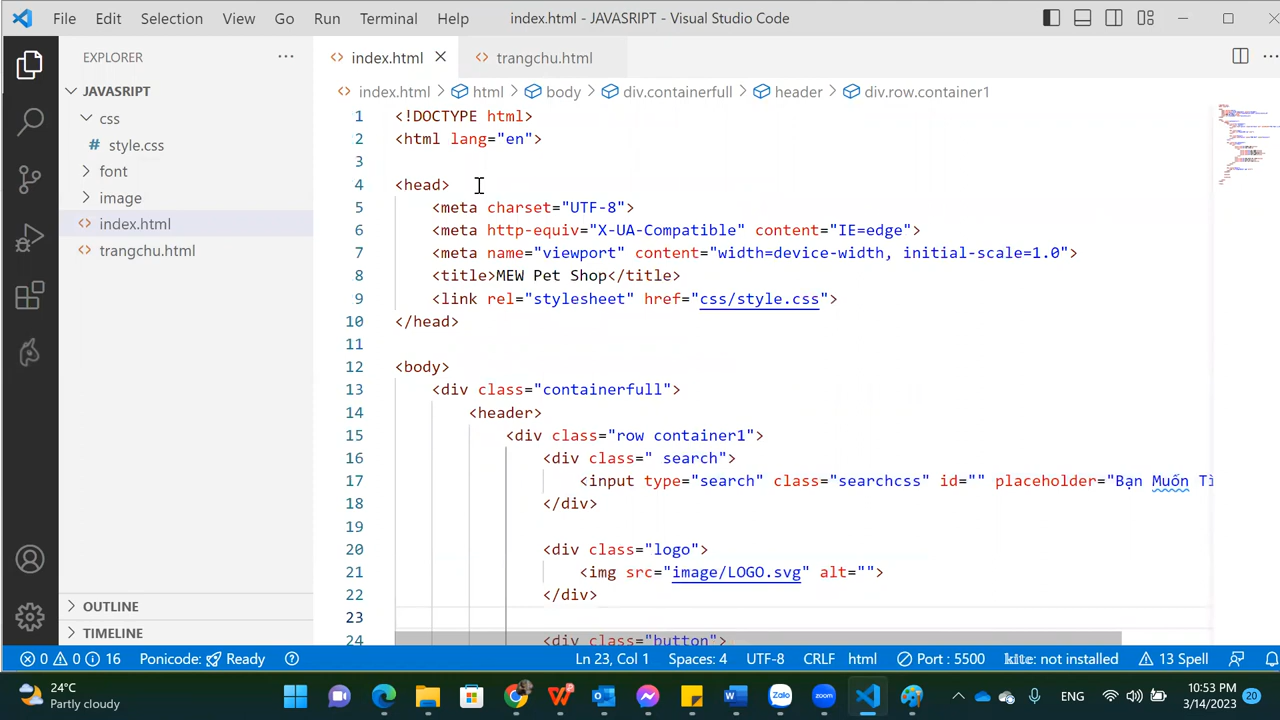 File Edit Selection View Go Run Terminal Help index.html - JAVASRIPT - Visual Studio Code
EXPLORER
JAVASRIPT
css
# style.css
font
image
<> index.html
<> trangchu.html
OUTLINE
TIMELINE
<> index.html <> trangchu.html
<> index.html > html > body > div.containerfull > header > div.row.container1
1 <!DOCTYPE html>
2 <html lang="en">
3
4 <head>
5 <meta charset="UTF-8">
6 <meta http-equiv="X-UA-Compatible" content="IE=edge">
7 <meta name="viewport" content="width=device-width, initial-scale=1.0">
8 <title>MEW Pet Shop</title>
9 <link rel="stylesheet" href="css/style.css">
10 </head>
11
12 <body>
13 <div class="containerfull">
14 <header>
15 <div class="row container1">
16 <div class=" search">
17 <input type="search" class="searchcss" id="" placeholder="Bạn Muốn Tì
18 </div>
19
20 <div class="logo">
21 <img src="image/LOGO.svg" alt="">
22 </div>
23
24 <div class="button">
0 0 16 Ponicode: Ready Ln 23, Col 1 Spaces: 4 UTF-8 CRLF html Port : 5500 kite: not installed 13 Spell
24°C
Partly cloudy
Zalo
zoom
ENG
10:53 PM
3/14/2023
20